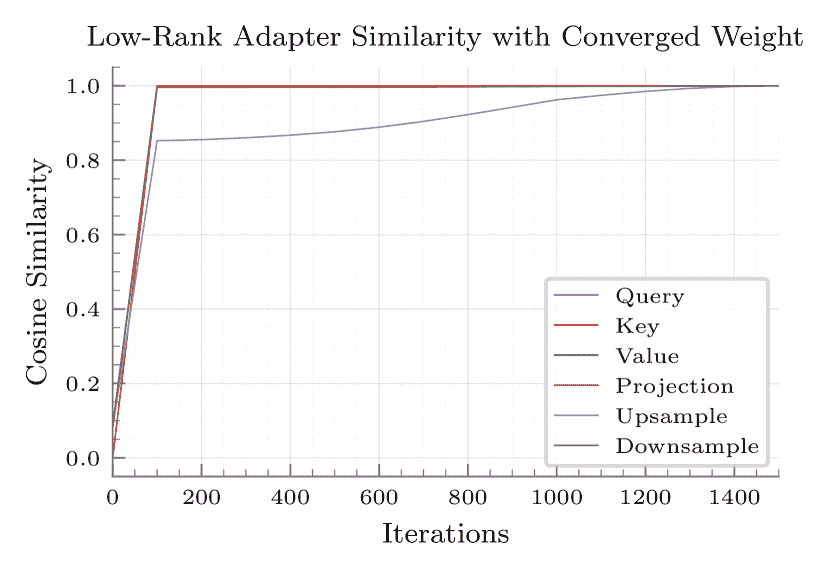 Low-Rank Adapter Similarity with Converged Weight
Cosine Similarity
1.0
0.8
0.6
0.4
0.2
0.0
Query
Key
Value
Projection
Upsample
Downsample
0 200 400 600 800 1000 1200 1400
Iterations